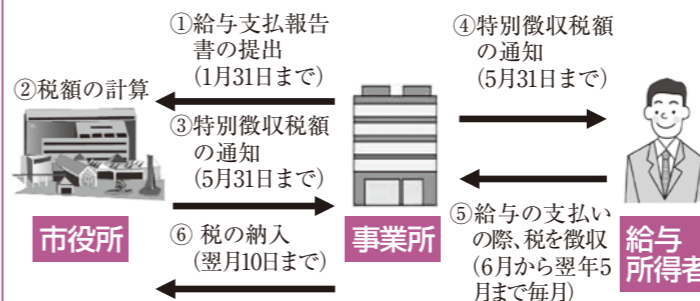 ①給与支払報告
書の提出
(1月31日まで)
④特別徴収税額
の通知
(5月31日まで)
②税額の計算
③特別徴収税額
の通知
(5月31日まで)
市役所
⑥ 税の納入
(翌月10日まで)
事業所
⑤給与の支払い
の際、税を徴収
(6月から翌年5
月まで毎月)
給与
所得者